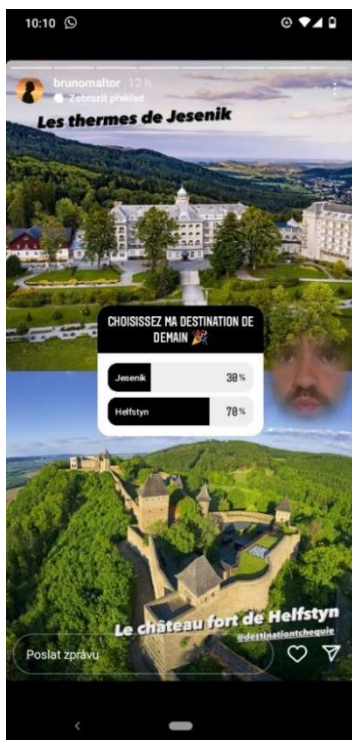 10:10
brunomaltor 12 h
Zobrazit překlad
Les thermes de Jesenik
CHOISISSEZ MA DESTINATION DE
DEMAIN 🎉
Jesenik 30%
Helfstyn 70%
Le château fort de Helfstyn
@destinationtchequie
Poslat zprávu